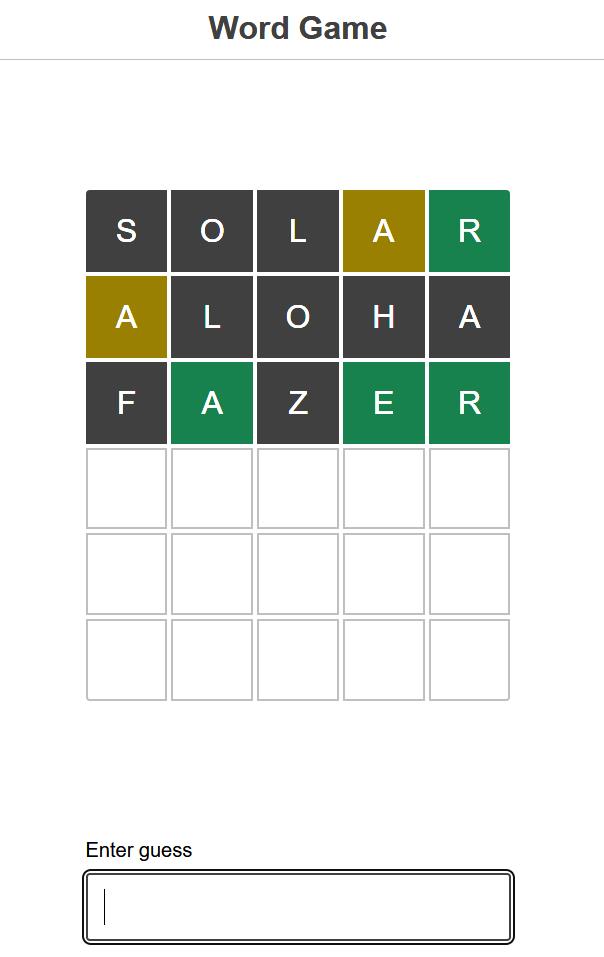 Word Game
S O L A R
A L O H A
F A Z E R
Enter guess